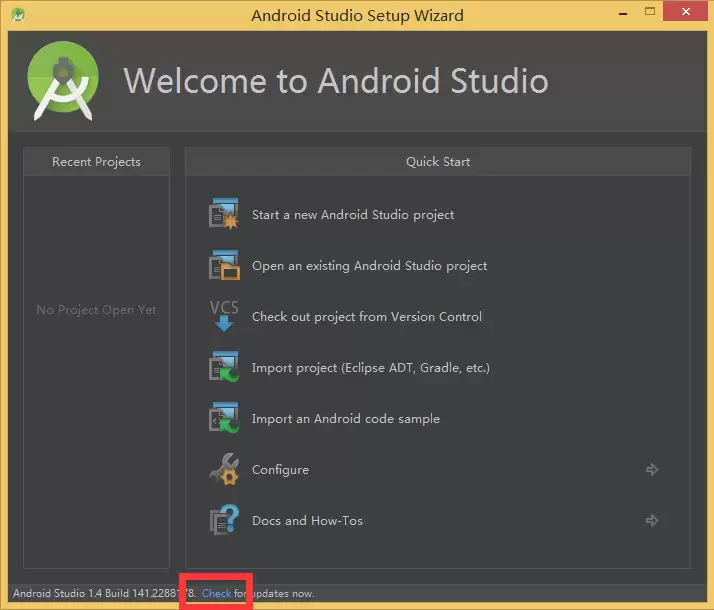 Android Studio Setup Wizard
Welcome to Android Studio
Recent Projects
No Project Open Yet
Quick Start
Start a new Android Studio project
Open an existing Android Studio project
VCS
Check out project from Version Control
Import project (Eclipse ADT, Gradle, etc.)
Import an Android code sample
Configure
Docs and How-Tos
Android Studio 1.4 Build 141.2288178. Check for updates now.